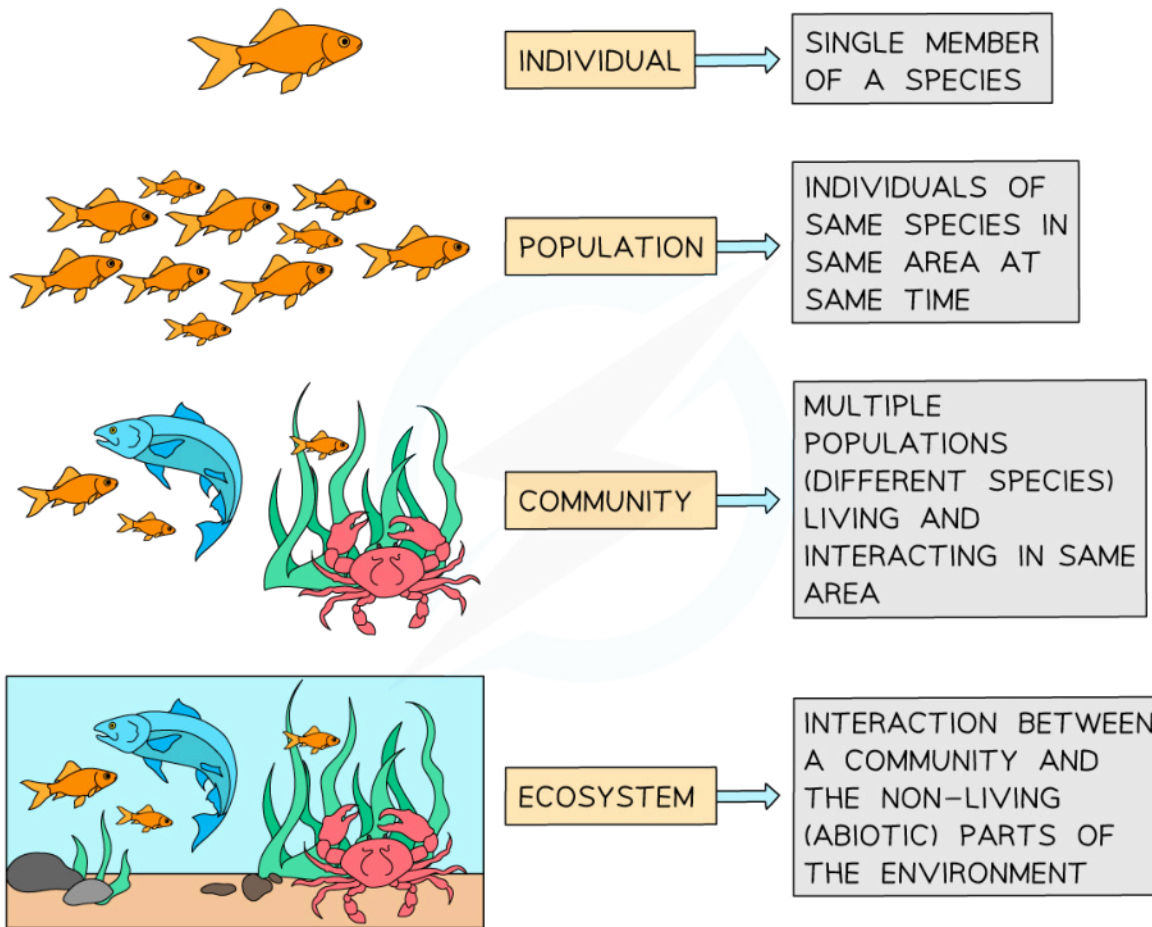 INDIVIDUAL
SINGLE MEMBER
OF A SPECIES
POPULATION
INDIVIDUALS OF
SAME SPECIES IN
SAME AREA AT
SAME TIME
COMMUNITY
MULTIPLE
POPULATIONS
(DIFFERENT SPECIES)
LIVING AND
INTERACTING IN SAME
AREA
ECOSYSTEM
INTERACTION BETWEEN
A COMMUNITY AND
THE NON-LIVING
(ABIOTIC) PARTS OF
THE ENVIRONMENT